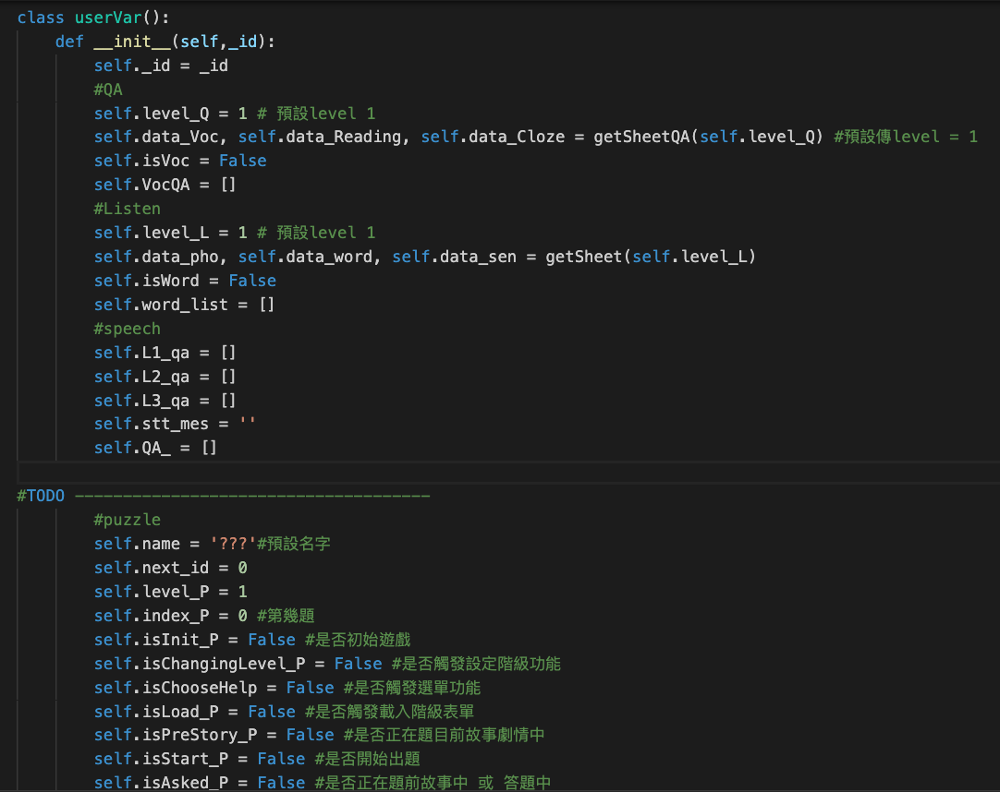 class userVar():
    def __init__(self,_id):
        self._id = _id
        #QA
        self.level_Q = 1 # 預設level 1
        self.data_Voc, self.data_Reading, self.data_Cloze = getSheetQA(self.level_Q) #預設傳level = 1
        self.isVoc = False
        self.VocQA = []
        #Listen
        self.level_L = 1 # 預設level 1
        self.data_pho, self.data_word, self.data_sen = getSheet(self.level_L)
        self.isWord = False
        self.word_list = []
        #speech
        self.L1_qa = []
        self.L2_qa = []
        self.L3_qa = []
        self.stt_mes = ''
        self.QA_ = []
#TODO -------------------------------------
        #puzzle
        self.name = '???'#預設名字
        self.next_id = 0
        self.level_P = 1
        self.index_P = 0 #第幾題
        self.isInit_P = False #是否初始遊戲
        self.isChangingLevel_P = False #是否觸發設定階級功能
        self.isChooseHelp = False #是否觸發選單功能
        self.isLoad_P = False #是否觸發載入階級表單
        self.isPreStory_P = False #是否正在題目前故事劇情中
        self.isStart_P = False #是否開始出題
        self.isAsked_P = False #是否正在題前故事中 或 答題中